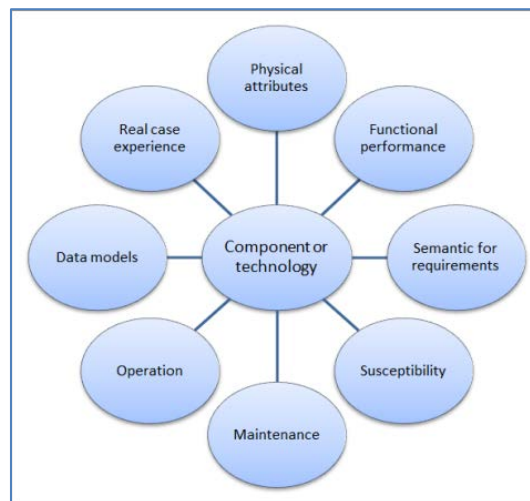 Physical
attributes
Real case
experience
Functional
performance
Component or
technology
Data models
Semantic for
requirements
Operation
Susceptibility
Maintenance